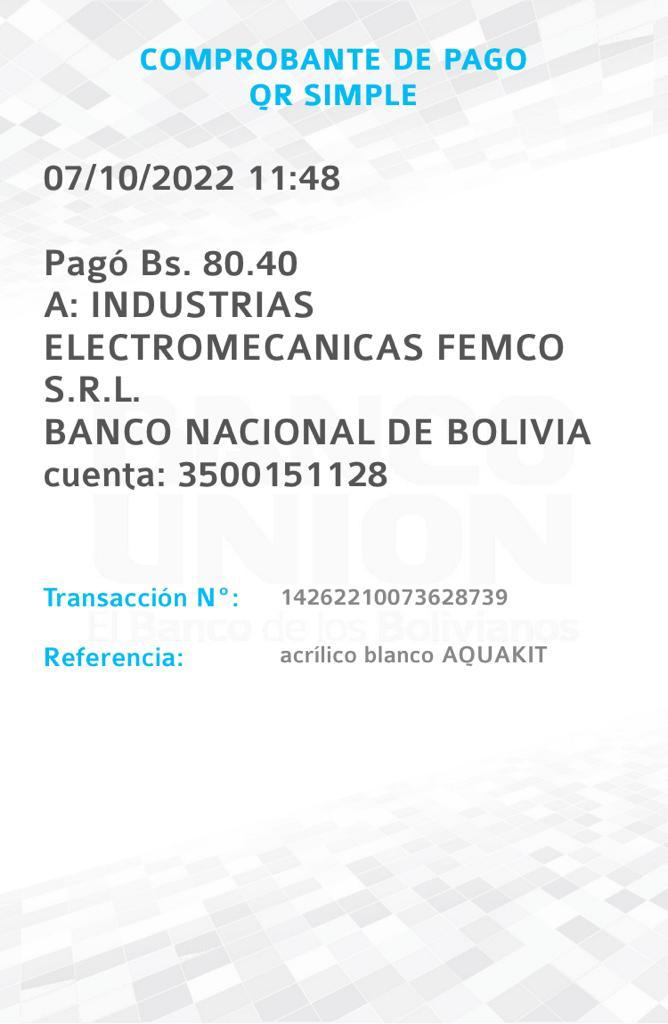 COMPROBANTE DE PAGO
QR SIMPLE
07/10/2022 11:48
Pagó Bs. 80.40
A: INDUSTRIAS
ELECTROMECANICAS FEMCO
S.R.L.
BANCO NACIONAL DE BOLIVIA
cuenta: 3500151128
BANCO
UNION
El Banco de los Bolivianos
Transacción N°: 14262210073628739
Referencia: acrílico blanco AQUAKIT